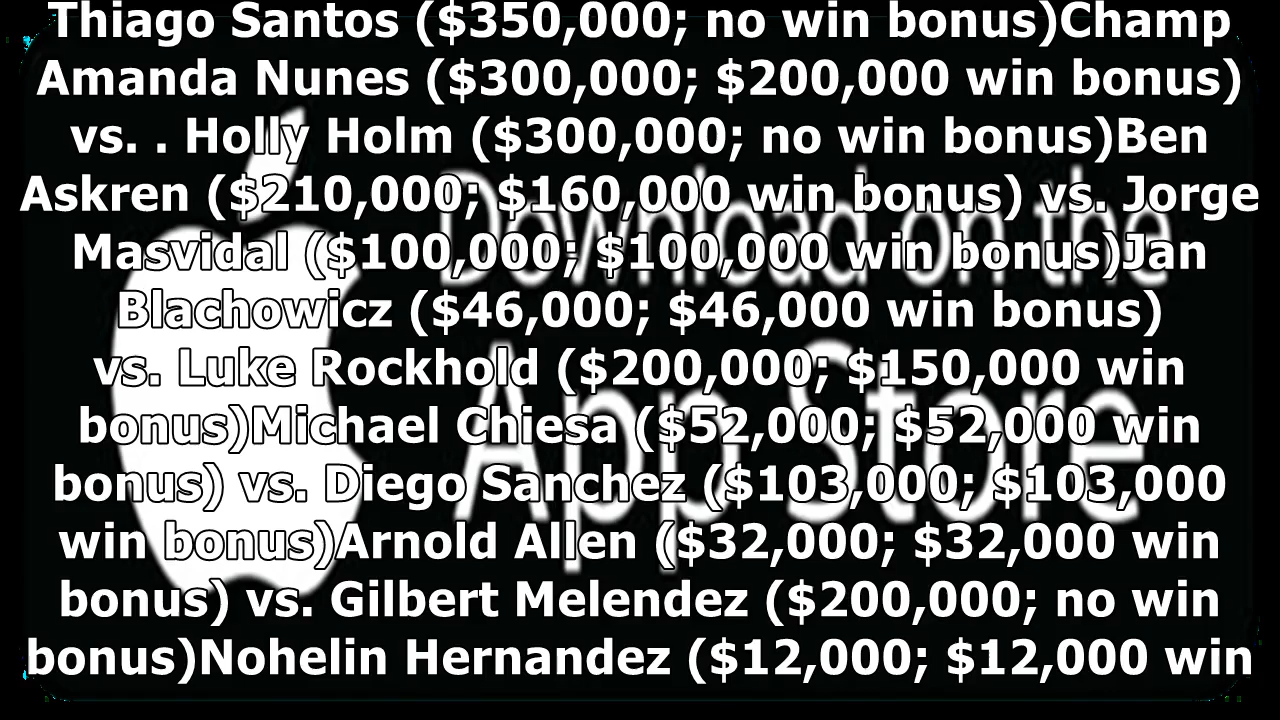 Thiago Santos ($350,000; no win bonus)Champ
Amanda Nunes ($300,000; $200,000 win bonus)
vs. . Holly Holm ($300,000; no win bonus)Ben
Askren ($210,000; $160,000 win bonus) vs. Jorge
Masvidal ($100,000; $100,000 win bonus)Jan
Blachowicz ($46,000; $46,000 win bonus)
vs. Luke Rockhold ($200,000; $150,000 win
bonus)Michael Chiesa ($52,000; $52,000 win
bonus) vs. Diego Sanchez ($103,000; $103,000
win bonus)Arnold Allen ($32,000; $32,000 win
bonus) vs. Gilbert Melendez ($200,000; no win
bonus)Nohelin Hernandez ($12,000; $12,000 win
Download on the
App Store